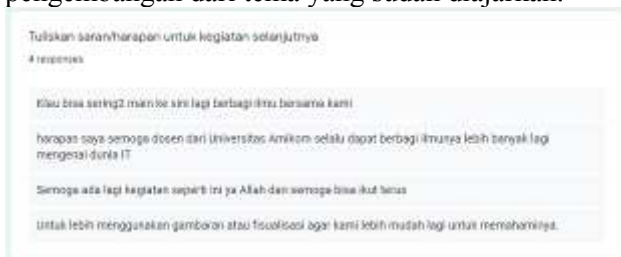 pengembangan dari tema yang sudah diajarkan.
Tuliskan saran/harapan untuk kegiatan selanjutnya
4 responses
Klau bisa sering2 main ke sini lagi berbagi ilmu bersama kami
harapan saya semoga dosen dari Universitas Amikom selalu dapat berbagi ilmunya lebih banyak lagi
mengenai dunia IT
Semoga ada lagi kegiatan seperti ini ya Allah dan semoga bisa ikut terus
Untuk lebih menggunakan gambaran atau fisualisasi agar kami lebih mudah lagi untuk memahaminya.